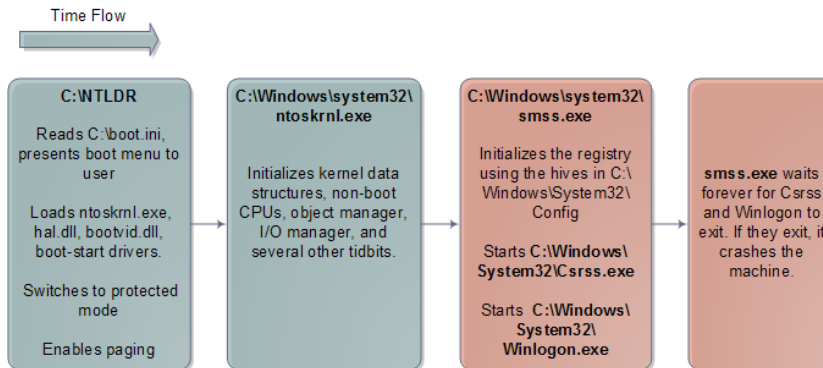 Time Flow
C:\NTLDR
Reads C:\boot.ini,
presents boot menu to
user
Loads ntoskrnl.exe,
hal.dll, bootvid.dll,
boot-start drivers.
Switches to protected
mode
Enables paging
C:\Windows\system32\
ntoskrnl.exe
Initializes kernel data
structures, non-boot
CPUs, object manager,
I/O manager, and
several other tidbits.
C:\Windows\system32\
smss.exe
Initializes the registry
using the hives in C:\
Windows\System32\
Config
Starts C:\Windows\
System32\Csrss.exe
Starts C:\Windows\
System32\
Winlogon.exe
smss.exe waits
forever for Csrss
and Winlogon to
exit. If they exit, it
crashes the
machine.